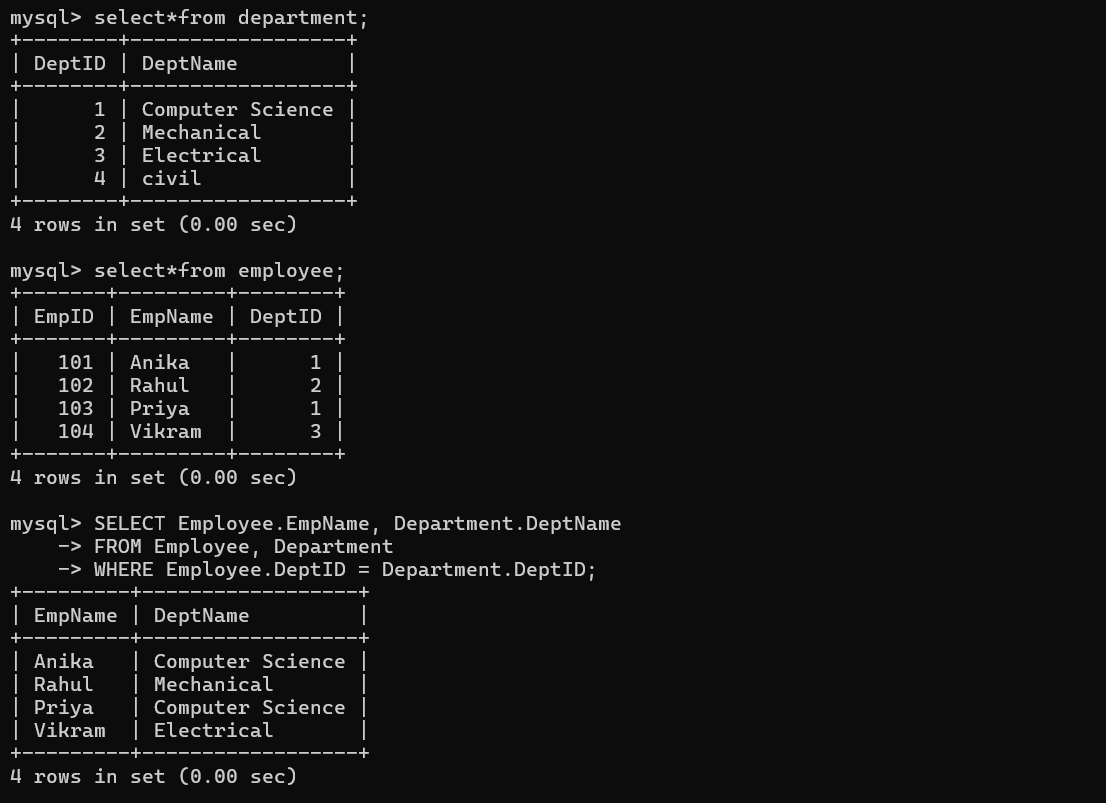 mysql> select*from department;
+--------+------------------+
| DeptID | DeptName         |
+--------+------------------+
|      1 | Computer Science |
|      2 | Mechanical       |
|      3 | Electrical       |
|      4 | civil            |
+--------+------------------+
4 rows in set (0.00 sec)

mysql> select*from employee;
+-------+---------+--------+
| EmpID | EmpName | DeptID |
+-------+---------+--------+
|   101 | Anika   |      1 |
|   102 | Rahul   |      2 |
|   103 | Priya   |      1 |
|   104 | Vikram  |      3 |
+-------+---------+--------+
4 rows in set (0.00 sec)

mysql> SELECT Employee.EmpName, Department.DeptName
    -> FROM Employee, Department
    -> WHERE Employee.DeptID = Department.DeptID;
+---------+------------------+
| EmpName | DeptName         |
+---------+------------------+
| Anika   | Computer Science |
| Rahul   | Mechanical       |
| Priya   | Computer Science |
| Vikram  | Electrical       |
+---------+------------------+
4 rows in set (0.00 sec)